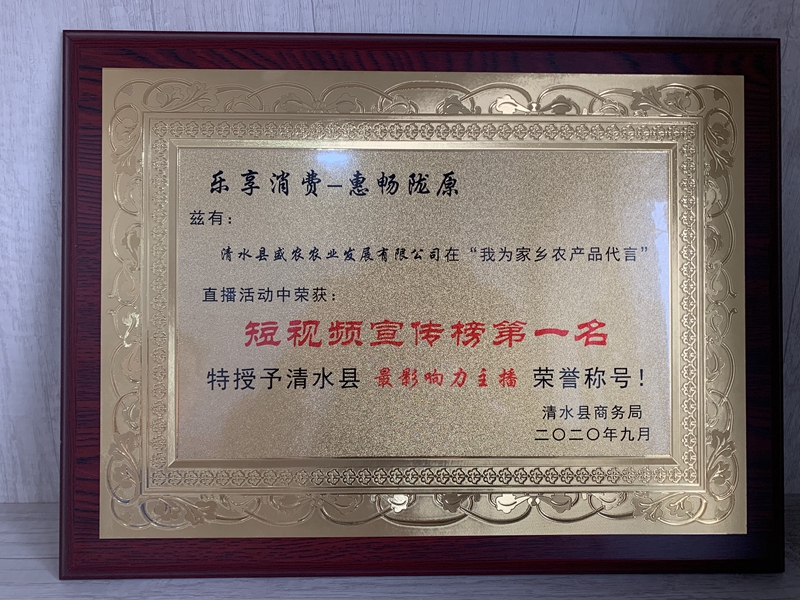 乐享消费—惠畅陇原
兹有：
清水县盛农农业发展有限公司在“我为家乡农产品代言”
直播活动中荣获：
短视频宣传榜第一名
特授予清水县 最影响力主播 荣誉称号！
清水县商务局
二〇二〇年九月